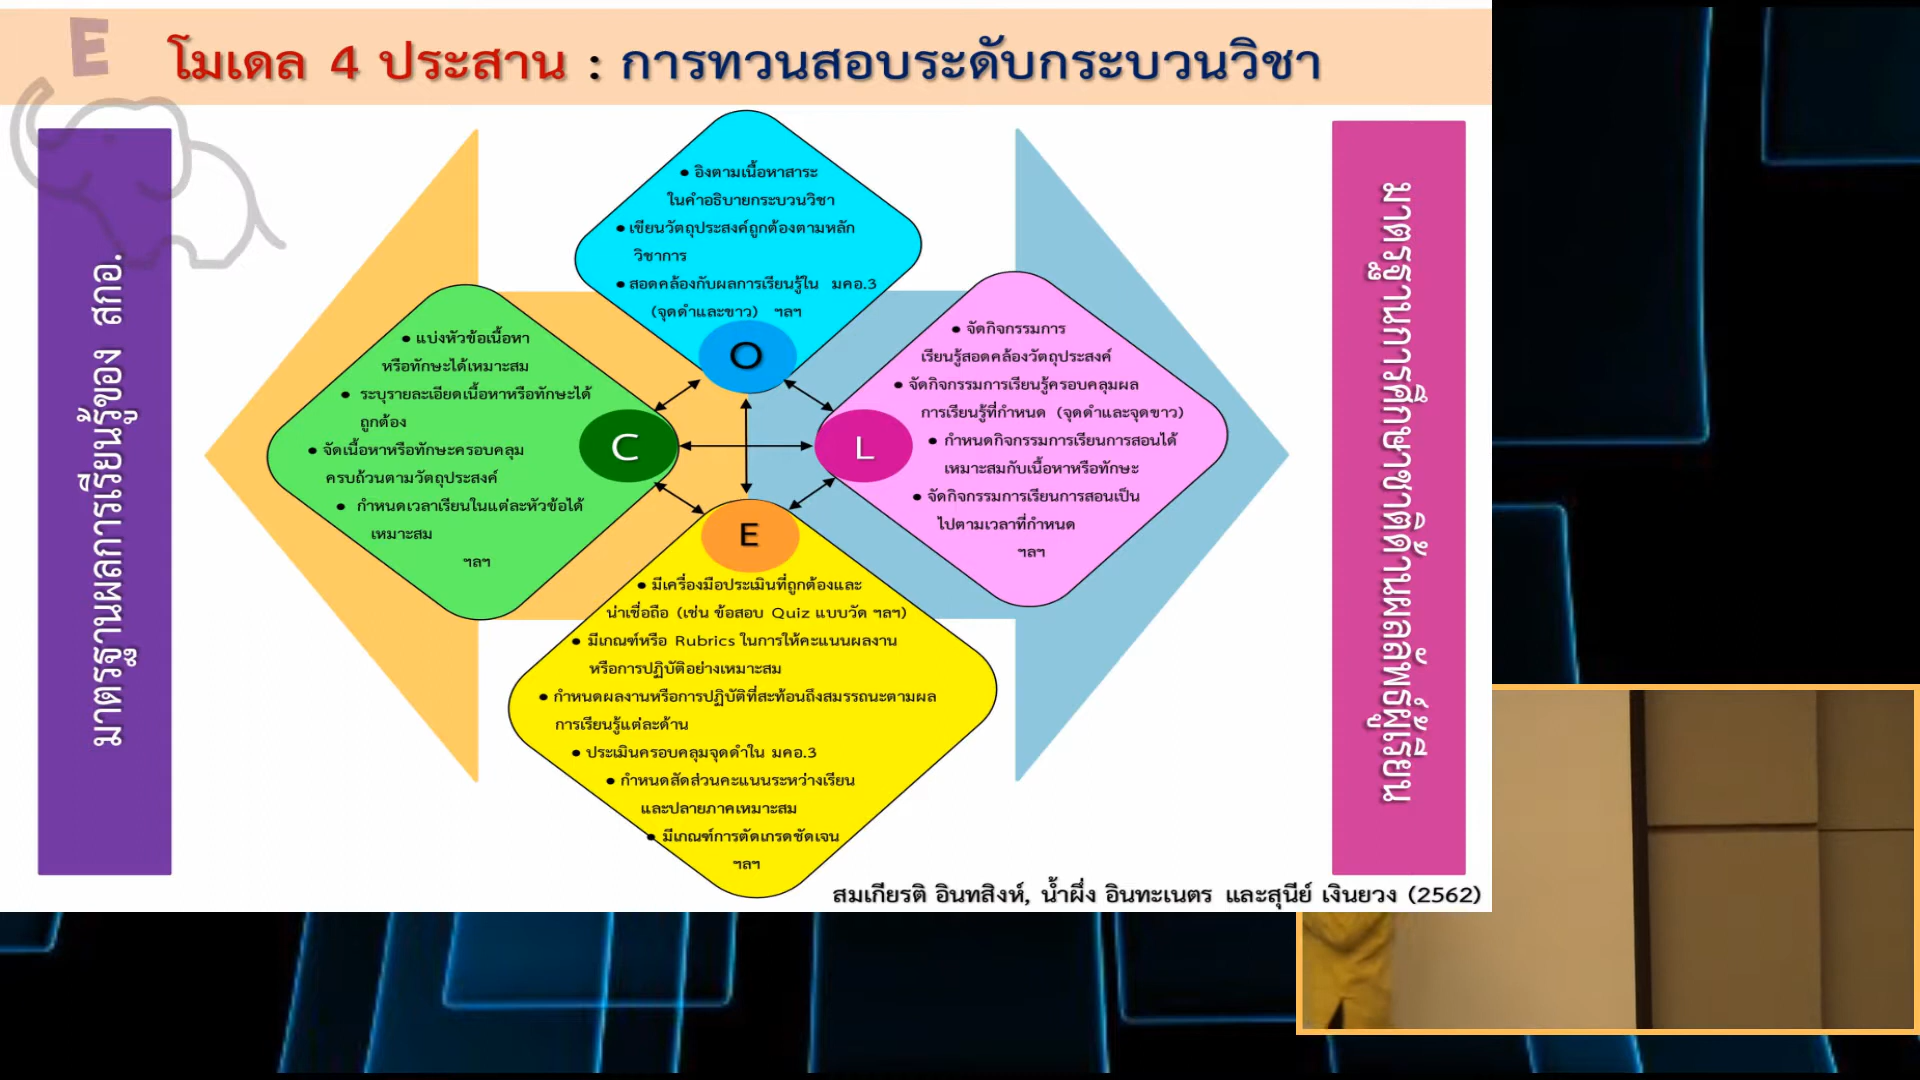 E
โมเดล 4 ประสาน : การทวนสอบระดับกระบวนวิชา
มาตรฐานผลการเรียนรู้ของ สกอ.
● อิงตามเนื้อหาสาระ
ในคำอธิบายกระบวนวิชา
● เขียนวัตถุประสงค์ถูกต้องตามหลัก
วิชาการ
● สอดคล้องกับผลการเรียนรู้ใน มคอ.3
(จุดดำและขาว) ฯลฯ
O
● แบ่งหัวข้อเนื้อหา
หรือทักษะได้เหมาะสม
● ระบุรายละเอียดเนื้อหาหรือทักษะได้
ถูกต้อง
● จัดเนื้อหาหรือทักษะครอบคลุม
ครบถ้วนตามวัตถุประสงค์
● กำหนดเวลาเรียนในแต่ละหัวข้อได้
เหมาะสม
ฯลฯ
C
L
● จัดกิจกรรมการ
เรียนรู้สอดคล้องวัตถุประสงค์
● จัดกิจกรรมการเรียนรู้ครอบคลุมผล
การเรียนรู้ที่กำหนด (จุดดำและจุดขาว)
● กำหนดกิจกรรมการเรียนการสอนได้
เหมาะสมกับเนื้อหาหรือทักษะ
● จัดกิจกรรมการเรียนการสอนเป็น
ไปตามเวลาที่กำหนด
ฯลฯ
E
● มีเครื่องมือประเมินที่ถูกต้องและ
น่าเชื่อถือ (เช่น ข้อสอบ Quiz แบบวัด ฯลฯ)
● มีเกณฑ์หรือ Rubrics ในการให้คะแนนผลงาน
หรือการปฏิบัติอย่างเหมาะสม
● กำหนดผลงานหรือการปฏิบัติที่สะท้อนถึงสมรรถนะตามผล
การเรียนรู้แต่ละด้าน
● ประเมินครอบคลุมจุดดำใน มคอ.3
● กำหนดสัดส่วนคะแนนระหว่างเรียน
และปลายภาคเหมาะสม
● มีเกณฑ์การตัดเกรดชัดเจน
ฯลฯ
มาตรฐานการศึกษาชาติด้านผลลัพธ์ผู้เรียน
สมเกียรติ อินทสิงห์, น้ำผึ่ง อินทะเนตร และสุนีย์ เงินยวง (2562)